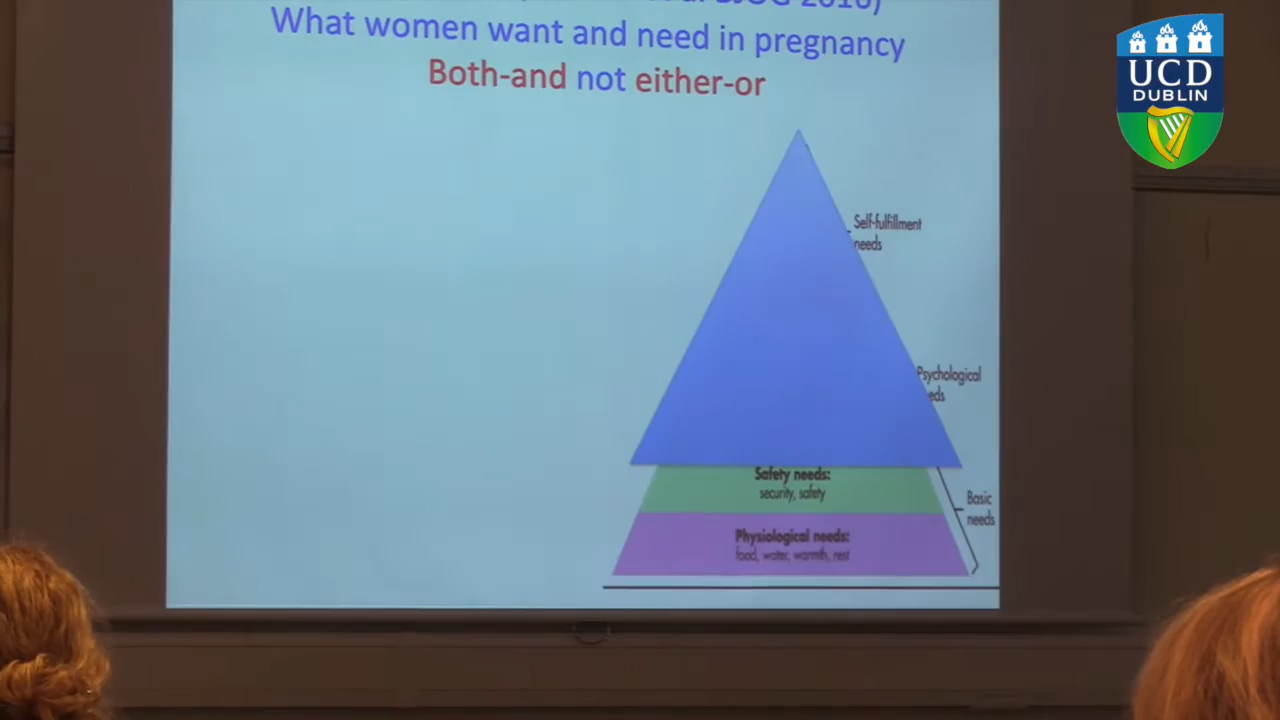 2016)
What women want and need in pregnancy
Both-and not either-or
UCD
DUBLIN
Self-fulfillment
needs
Psychological
Safety needs:
security, safety
Basic
needs
Physiological needs:
food, water, warmth, rest